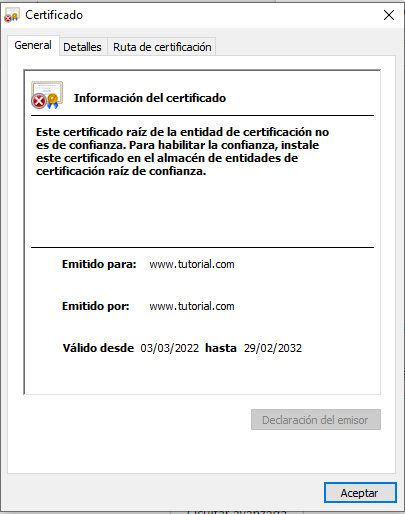 Certificado
General Detalles Ruta de certificación
Información del certificado
Este certificado raíz de la entidad de certificación no
es de confianza. Para habilitar la confianza, instale
este certificado en el almacén de entidades de
certificación raíz de confianza.
Emitido para: www.tutorial.com
Emitido por: www.tutorial.com
Válido desde 03/03/2022 hasta 29/02/2032
Declaración del emisor
Aceptar